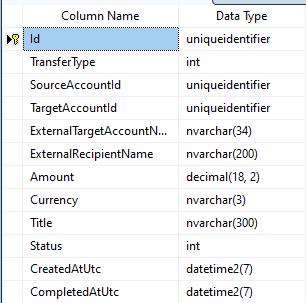 Column Name Data Type
Id uniqueidentifier
TransferType int
SourceAccountId uniqueidentifier
TargetAccountId uniqueidentifier
ExternalTargetAccountN... nvarchar(34)
ExternalRecipientName nvarchar(200)
Amount decimal(18, 2)
Currency nvarchar(3)
Title nvarchar(300)
Status int
CreatedAtUtc datetime2(7)
CompletedAtUtc datetime2(7)